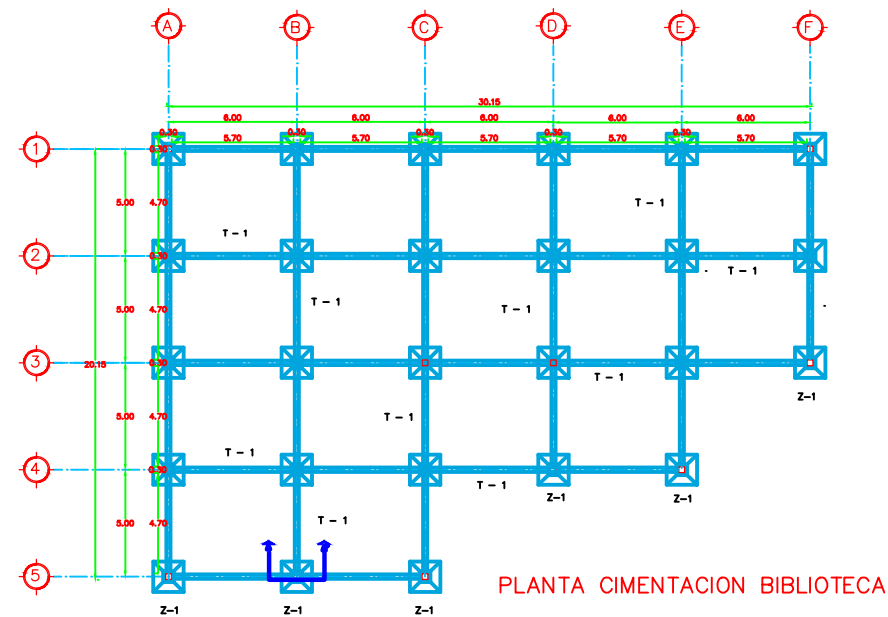 A B C D E F
30.15
6.00 6.00 6.00 6.00 6.00
0.30 0.30 0.30 0.30 0.30
5.70 5.70 5.70 5.70 5.70
1 0.30
5.00 4.70 T - 1
T - 1
2 0.30
T - 1
5.00 4.70 T - 1 T - 1
3 20.15 0.30
T - 1
Z-1
5.00 4.70 T - 1
T - 1
4 0.30
T - 1
Z-1 Z-1
5.00 4.70 T - 1
5
PLANTA CIMENTACION BIBLIOTECA
Z-1 Z-1 Z-1